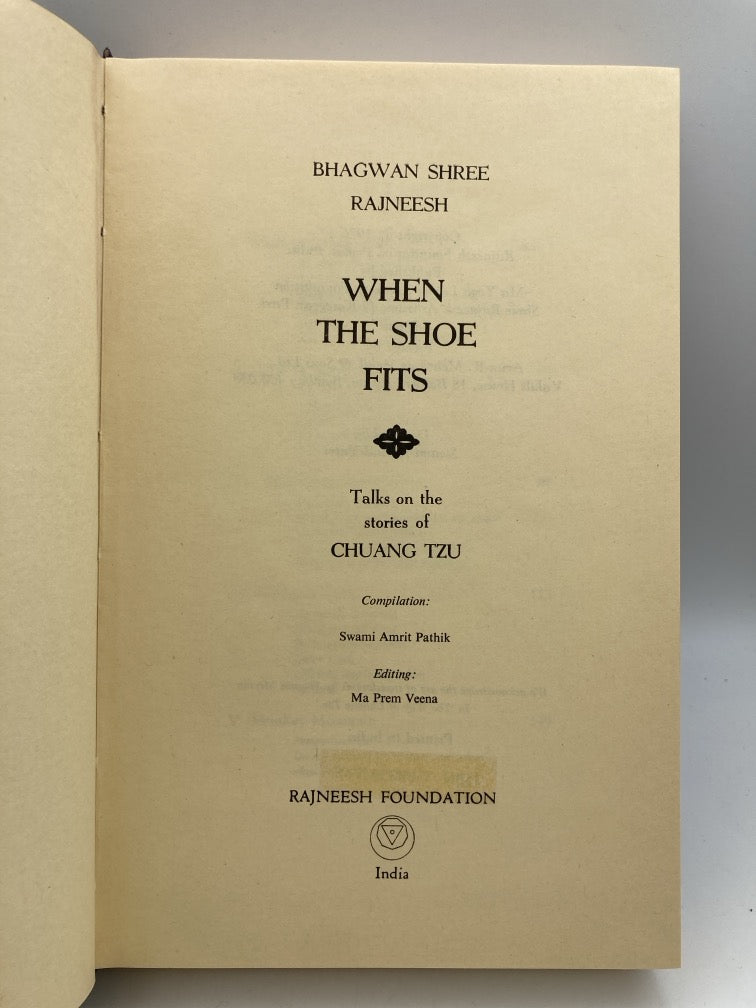 BHAGWAN SHREE
RAJNEESH
WHEN
THE SHOE
FITS
Talks on the
stories of
CHUANG TZU
Compilation:
Swami Amrit Pathik
Editing:
Ma Prem Veena
RAJNEESH FOUNDATION
India